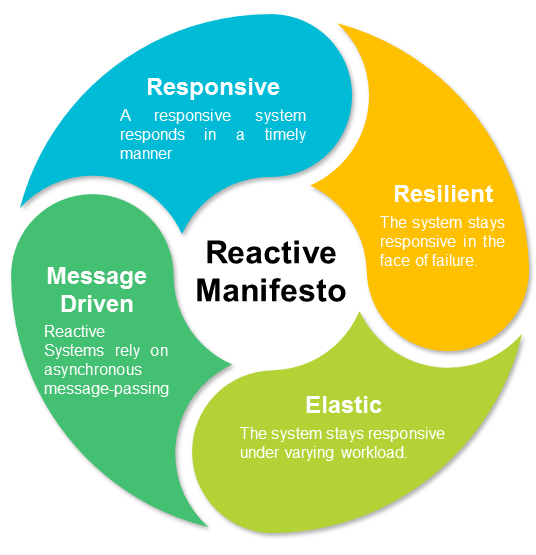 Responsive
A responsive system
responds in a timely
manner
Resilient
The system stays
responsive in the
face of failure.
Reactive
Manifesto
Message
Driven
Reactive
Systems rely on
asynchronous
message-passing
Elastic
The system stays responsive
under varying workload.